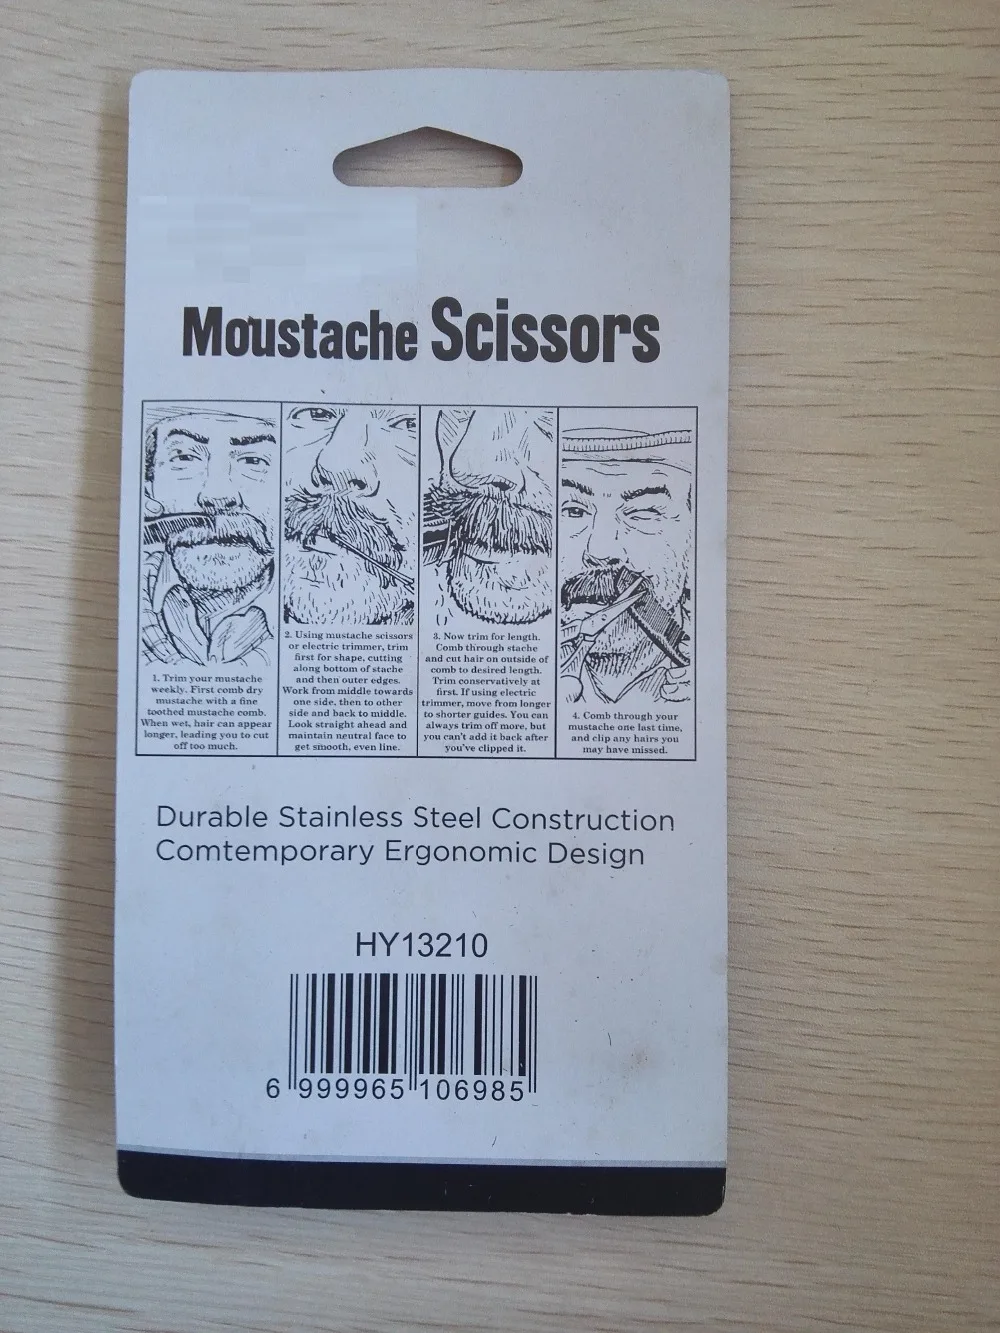 Moustache Scissors
1. Trim your mustache
weekly. First comb dry
mustache with a fine
toothed mustache comb.
When wet, hair can appear
longer, leading you to cut
off too much.
2. Using mustache scissors
or electric trimmer, trim
first for shape, cutting
along bottom of stache
and then outer edges.
Work from middle towards
one side, then to other
side and back to middle.
Look straight ahead and
maintain neutral face to
get smooth, even line.
3. Now trim for length.
Comb through stache
and cut hair on outside of
comb to desired length.
Trim conservatively at
first. If using electric
trimmer, move from longer
to shorter guides. You can
always trim off more, but
you can't add it back after
you've clipped it.
4. Comb through your
mustache one last time,
and clip any hairs you
may have missed.
Durable Stainless Steel Construction
Comtemporary Ergonomic Design
HY13210
6 999965 106985